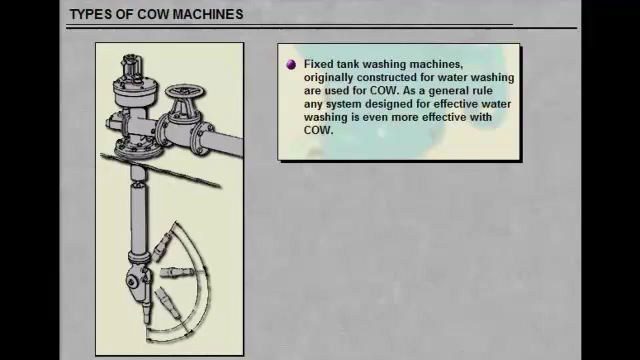 TYPES OF COW MACHINES
Fixed tank washing machines,
originally constructed for water washing
are used for COW. As a general rule
any system designed for effective water
washing is even more effective with
COW.